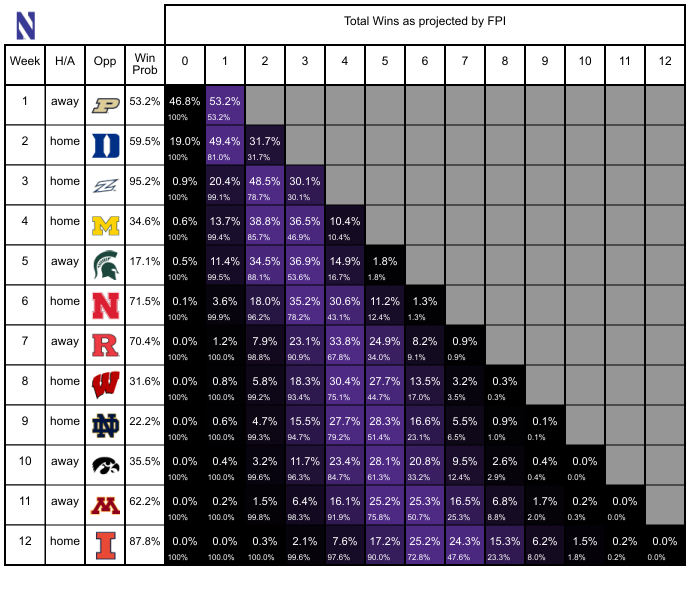 N
Total Wins as projected by FPI
Week H/A Opp Win Prob 0 1 2 3 4 5 6 7 8 9 10 11 12
1 away P 53.2% 46.8% 53.2%
100% 53.2%
2 home D 59.5% 19.0% 49.4% 31.7%
100% 81.0% 31.7%
3 home Z 95.2% 0.9% 20.4% 48.5% 30.1%
100% 99.1% 78.7% 30.1%
4 home M 34.6% 0.6% 13.7% 38.8% 36.5% 10.4%
100% 99.4% 85.7% 46.9% 10.4%
5 away 17.1% 0.5% 11.4% 34.5% 36.9% 14.9% 1.8%
100% 99.5% 88.1% 53.6% 16.7% 1.8%
6 home N 71.5% 0.1% 3.6% 18.0% 35.2% 30.6% 11.2% 1.3%
100% 99.9% 96.2% 78.2% 43.1% 12.4% 1.3%
7 away R 70.4% 0.0% 1.2% 7.9% 23.1% 33.8% 24.9% 8.2% 0.9%
100% 100.0% 98.8% 90.9% 67.8% 34.0% 9.1% 0.9%
8 home W 31.6% 0.0% 0.8% 5.8% 18.3% 30.4% 27.7% 13.5% 3.2% 0.3%
100% 100.0% 99.2% 93.4% 75.1% 44.7% 17.0% 3.5% 0.3%
9 home ND 22.2% 0.0% 0.6% 4.7% 15.5% 27.7% 28.3% 16.6% 5.5% 0.9% 0.1%
100% 100.0% 99.3% 94.7% 79.2% 51.4% 23.1% 6.5% 1.0% 0.1%
10 away 35.5% 0.0% 0.4% 3.2% 11.7% 23.4% 28.1% 20.8% 9.5% 2.6% 0.4% 0.0%
100% 100.0% 99.6% 96.3% 84.7% 61.3% 33.2% 12.4% 2.9% 0.4% 0.0%
11 away M 62.2% 0.0% 0.2% 1.5% 6.4% 16.1% 25.2% 25.3% 16.5% 6.8% 1.7% 0.2% 0.0%
100% 100.0% 99.8% 98.3% 91.9% 75.8% 50.7% 25.3% 8.8% 2.0% 0.3% 0.0%
12 home I 87.8% 0.0% 0.0% 0.3% 2.1% 7.6% 17.2% 25.2% 24.3% 15.3% 6.2% 1.5% 0.2% 0.0%
100% 100.0% 100.0% 99.6% 97.6% 90.0% 72.8% 47.6% 23.3% 8.0% 1.8% 0.2% 0.0%